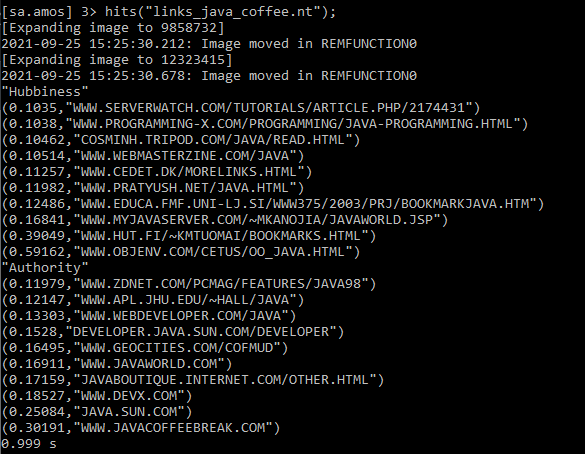 [sa.amos] 3> hits("links_java_coffee.nt");
[Expanding image to 9858732]
2021-09-25 15:25:30.212: Image moved in REMFUNCTION0
[Expanding image to 12323415]
2021-09-25 15:25:30.678: Image moved in REMFUNCTION0
"Hubbiness"
(0.1035,"WWW.SERVERWATCH.COM/TUTORIALS/ARTICLE.PHP/2174431")
(0.1038,"WWW.PROGRAMMING-X.COM/PROGRAMMING/JAVA-PROGRAMMING.HTML")
(0.10462,"COSMINH.TRIPOD.COM/JAVA/READ.HTML")
(0.10514,"WWW.WEBMASTERZINE.COM/JAVA")
(0.11257,"WWW.CEDET.DK/MORELINKS.HTML")
(0.11982,"WWW.PRATYUSH.NET/JAVA.HTML")
(0.12486,"WWW.EDUCA.FMF.UNI-LJ.SI/WWW375/2003/PRJ/BOOKMARKJAVA.HTM")
(0.16841,"WWW.MYJAVASERVER.COM/~MKANOJIA/JAVAWORLD.JSP")
(0.39049,"WWW.HUT.FI/~KMTUOMAI/BOOKMARKS.HTML")
(0.59162,"WWW.OBJENV.COM/CETUS/OO_JAVA.HTML")
"Authority"
(0.11979,"WWW.ZDNET.COM/PCMAG/FEATURES/JAVA98")
(0.12147,"WWW.APL.JHU.EDU/~HALL/JAVA")
(0.13303,"WWW.WEBDEVELOPER.COM/JAVA")
(0.1528,"DEVELOPER.JAVA.SUN.COM/DEVELOPER")
(0.16495,"WWW.GEOCITIES.COM/COFMUD")
(0.16911,"WWW.JAVAWORLD.COM")
(0.17159,"JAVABOUTIQUE.INTERNET.COM/OTHER.HTML")
(0.18527,"WWW.DEVX.COM")
(0.25084,"JAVA.SUN.COM")
(0.30191,"WWW.JAVACOFFEEBREAK.COM")
0.999 s